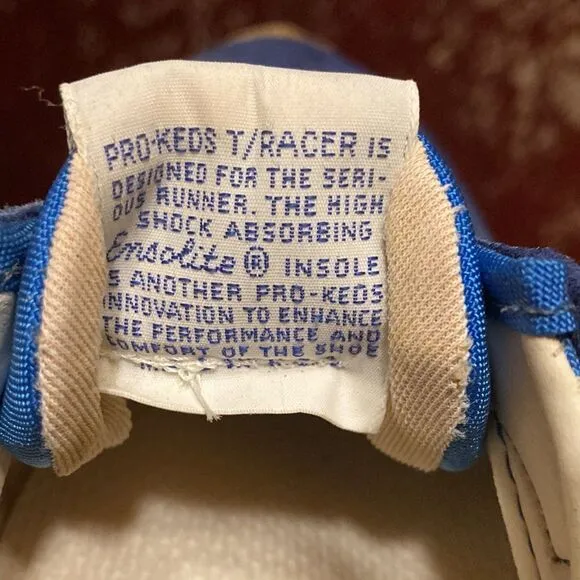 PRO-KEDS T/RACER IS
DESIGNED FOR THE SERI-
OUS RUNNER. THE HIGH
SHOCK ABSORBING
Ensolite ® INSOLE
IS ANOTHER PRO-KEDS
INNOVATION TO ENHANCE
THE PERFORMANCE AND
COMFORT OF THE SHOE